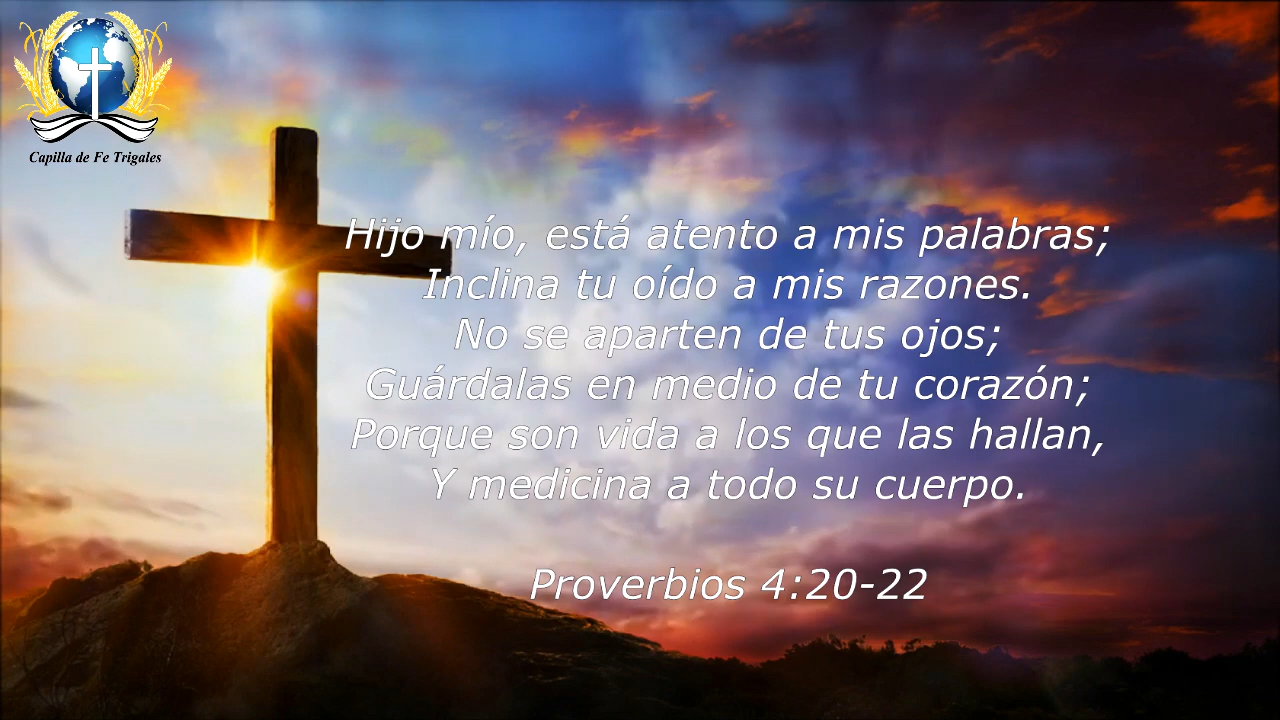 Capilla de Fe Trigales
Hijo mío, está atento a mis palabras;
Inclina tu oído a mis razones.
No se aparten de tus ojos;
Guárdalas en medio de tu corazón;
Porque son vida a los que las hallan,
Y medicina a todo su cuerpo.
Proverbios 4:20-22